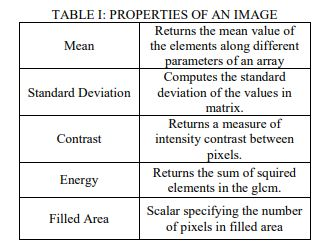 TABLE I: PROPERTIES OF AN IMAGE
Mean
Returns the mean value of
the elements along different
parameters of an array
Standard Deviation
Computes the standard
deviation of the values in
matrix.
Contrast
Returns a measure of
intensity contrast between
pixels.
Energy
Returns the sum of squired
elements in the glcm.
Filled Area
Scalar specifying the number
of pixels in filled area